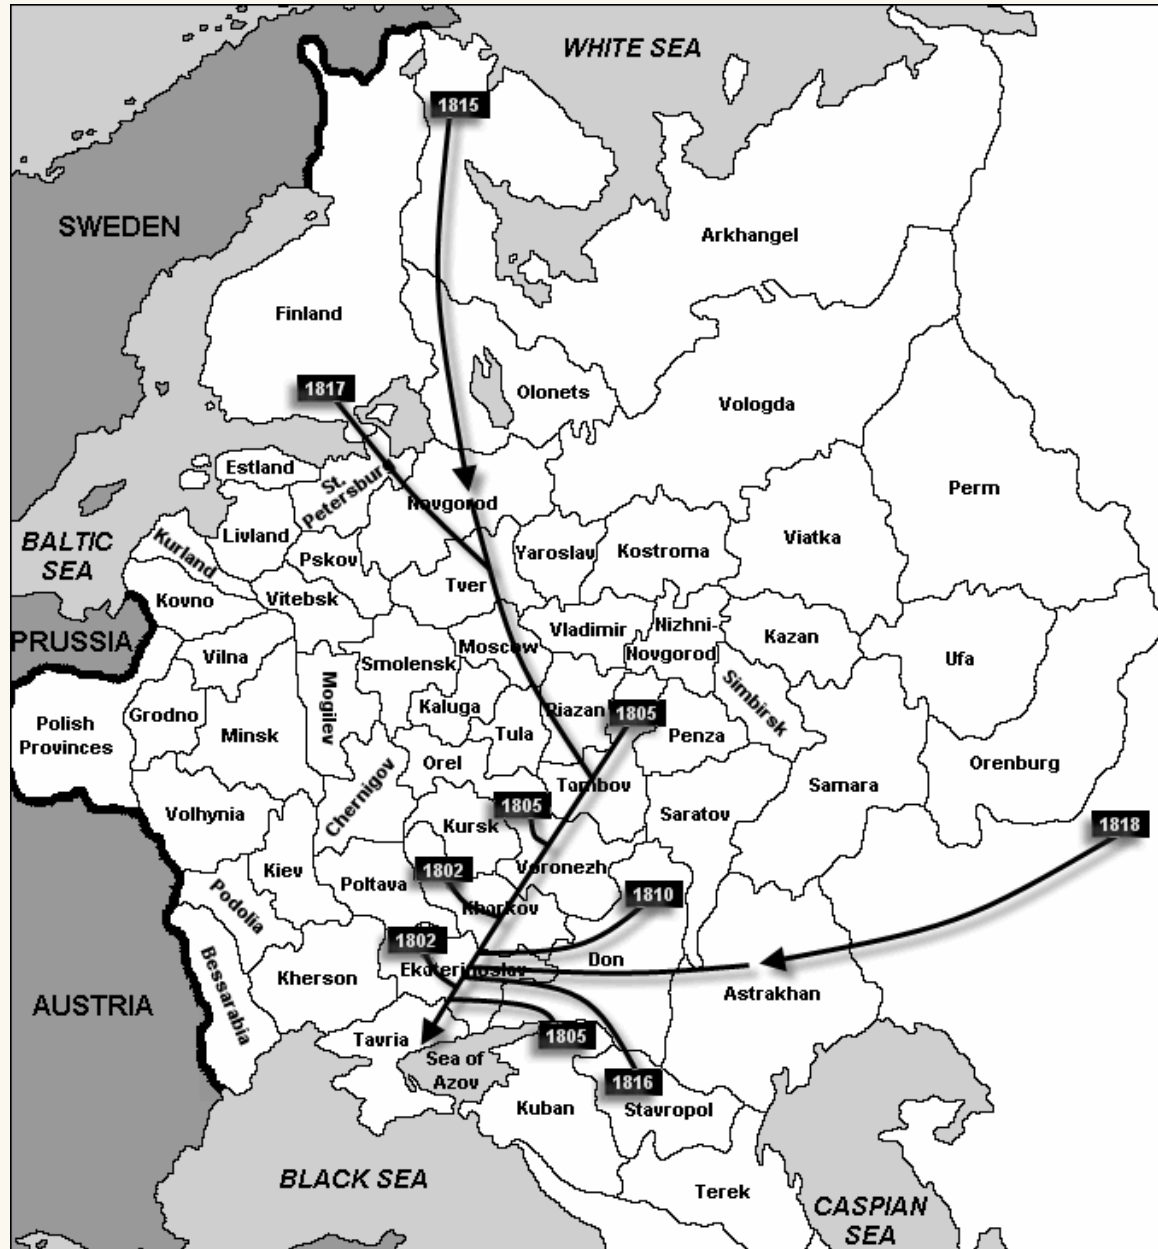 WHITE SEA
1815
SWEDEN
Arkhangel
Finland
1817
Olonets
Vologda
Estland
St.
Petersburg
Novgorod
Perm
BALTIC
SEA
Kurland
Livland
Pskov
Yaroslav
Kostroma
Viatka
Kovno
Vitebsk
Tver
PRUSSIA
Vilna
Smolensk
Moscow
Vladimir
Nizhni-
Novgorod
Kazan
Ufa
Simbirsk
Polish
Provinces
Grodno
Minsk
Mogilev
Kaluga
Tula
Riazan
1805
Penza
Orel
Chernigov
Tambov
Samara
Orenburg
Volhynia
Kursk
1805
Saratov
1818
Kiev
Poltava
1802
Voronezh
1810
Podolia
Kharkov
1802
Bessarabia
Kherson
Ekaterinoslav
Don
Astrakhan
AUSTRIA
Tavria
Sea of
Azov
1805
1816
Kuban
Stavropol
BLACK SEA
Terek
CASPIAN
SEA